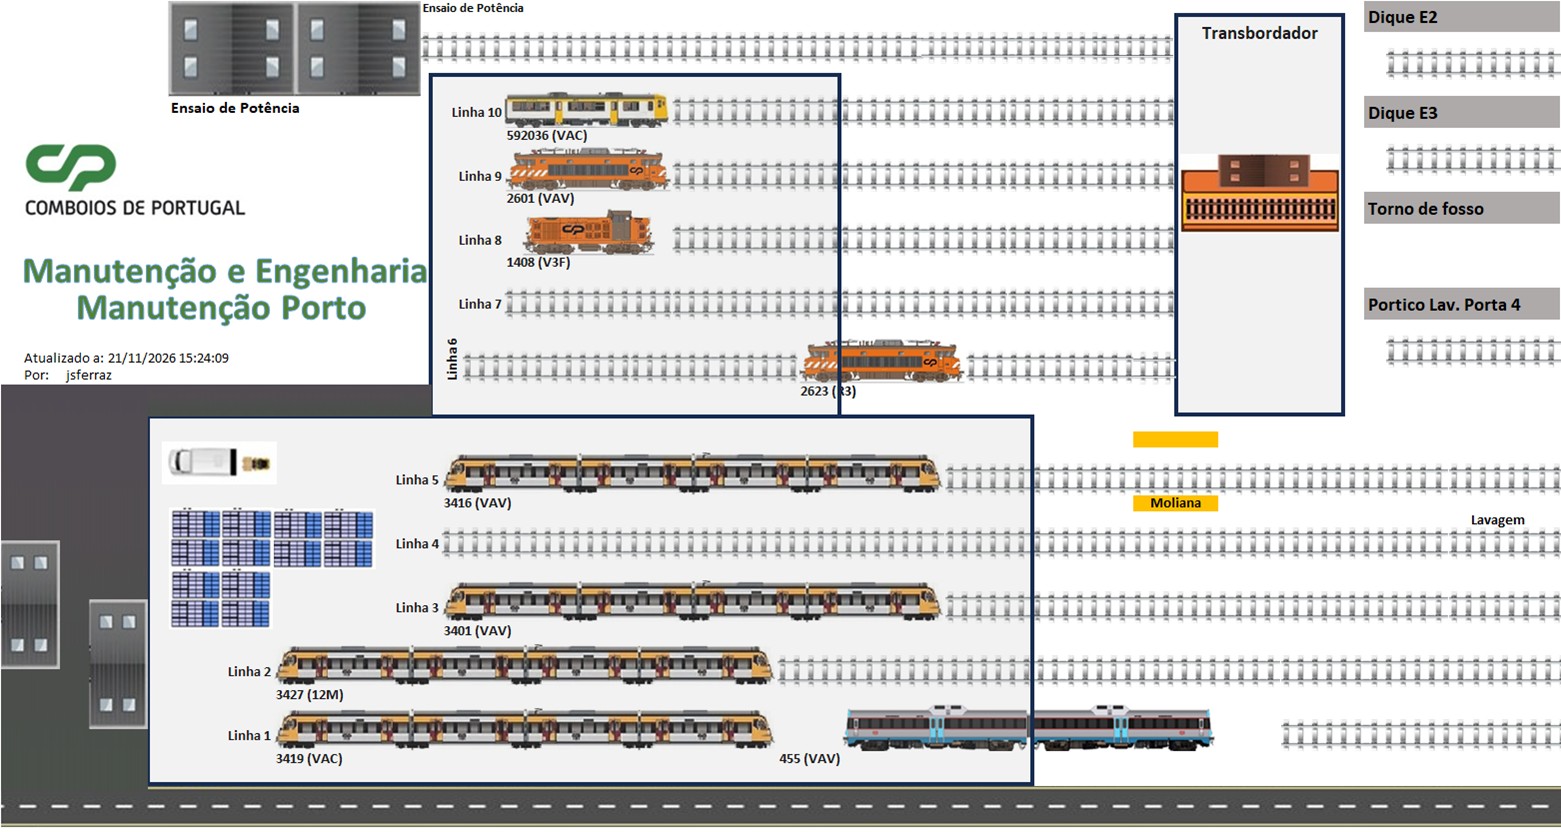 Ensaio de Potência
Ensaio de Potência
CP
COMBOIOS DE PORTUGAL
Manutenção e Engenharia
Manutenção Porto
Atualizado a: 21/11/2026 15:24:09
Por: jsferraz
Transbordador
Dique E2
Dique E3
Torno de fosso
Portico Lav. Porta 4
Linha 10
592036 (VAC)
Linha 9
2601 (VAV)
Linha 8
1408 (V3F)
Linha 7
Linha 6
2623 (R3)
Linha 5
3416 (VAV)
Moliana
Lavagem
Linha 4
Linha 3
3401 (VAV)
Linha 2
3427 (12M)
Linha 1
3419 (VAC)
455 (VAV)